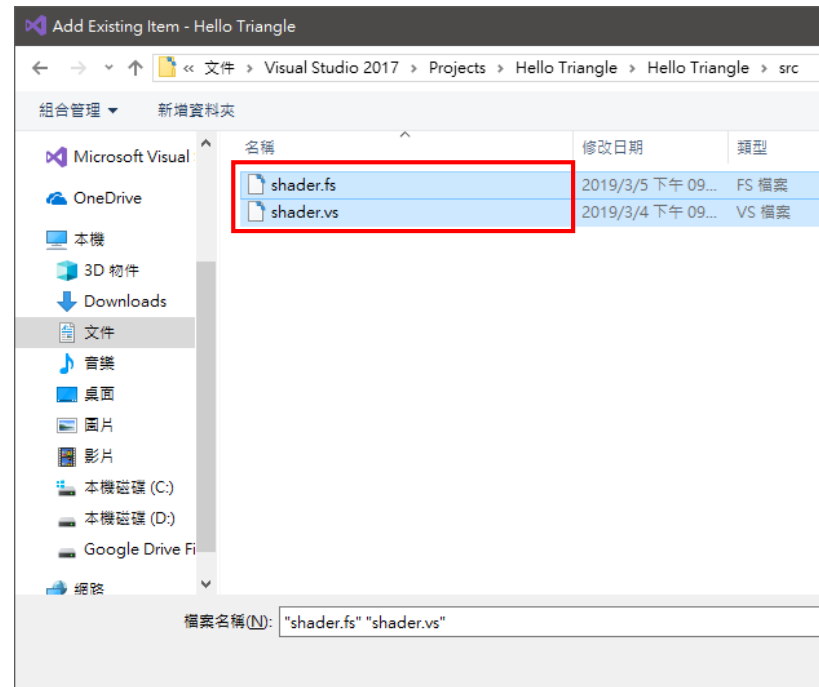 Add Existing Item - Hello Triangle
« 文件 › Visual Studio 2017 › Projects › Hello Triangle › Hello Triangle › src
組合管理 新增資料夾
名稱 修改日期 類型
Microsoft Visual
shader.fs 2019/3/5 下午 09... FS 檔案
OneDrive
shader.vs 2019/3/4 下午 09... VS 檔案
本機
3D 物件
Downloads
文件
音樂
桌面
圖片
影片
本機磁碟 (C:)
本機磁碟 (D:)
Google Drive Fi
網路
檔案名稱(N): "shader.fs" "shader.vs"